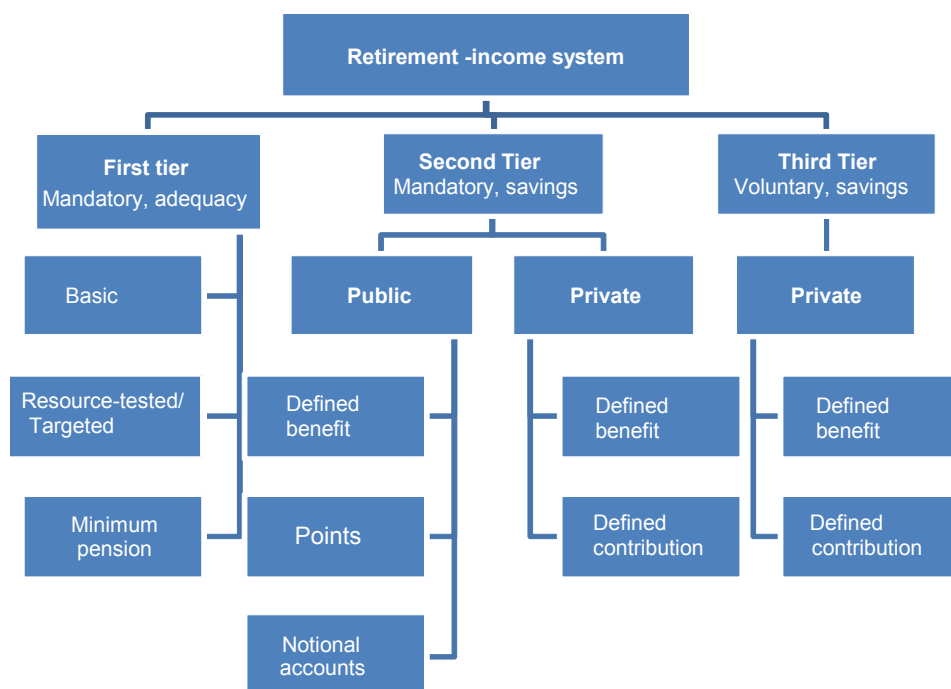 Retirement -income system
First tier
Mandatory, adequacy
Second Tier
Mandatory, savings
Third Tier
Voluntary, savings
Basic
Resource-tested/
Targeted
Minimum
pension
Public
Defined
benefit
Points
Notional
accounts
Private
Defined
benefit
Defined
contribution
Private
Defined
benefit
Defined
contribution